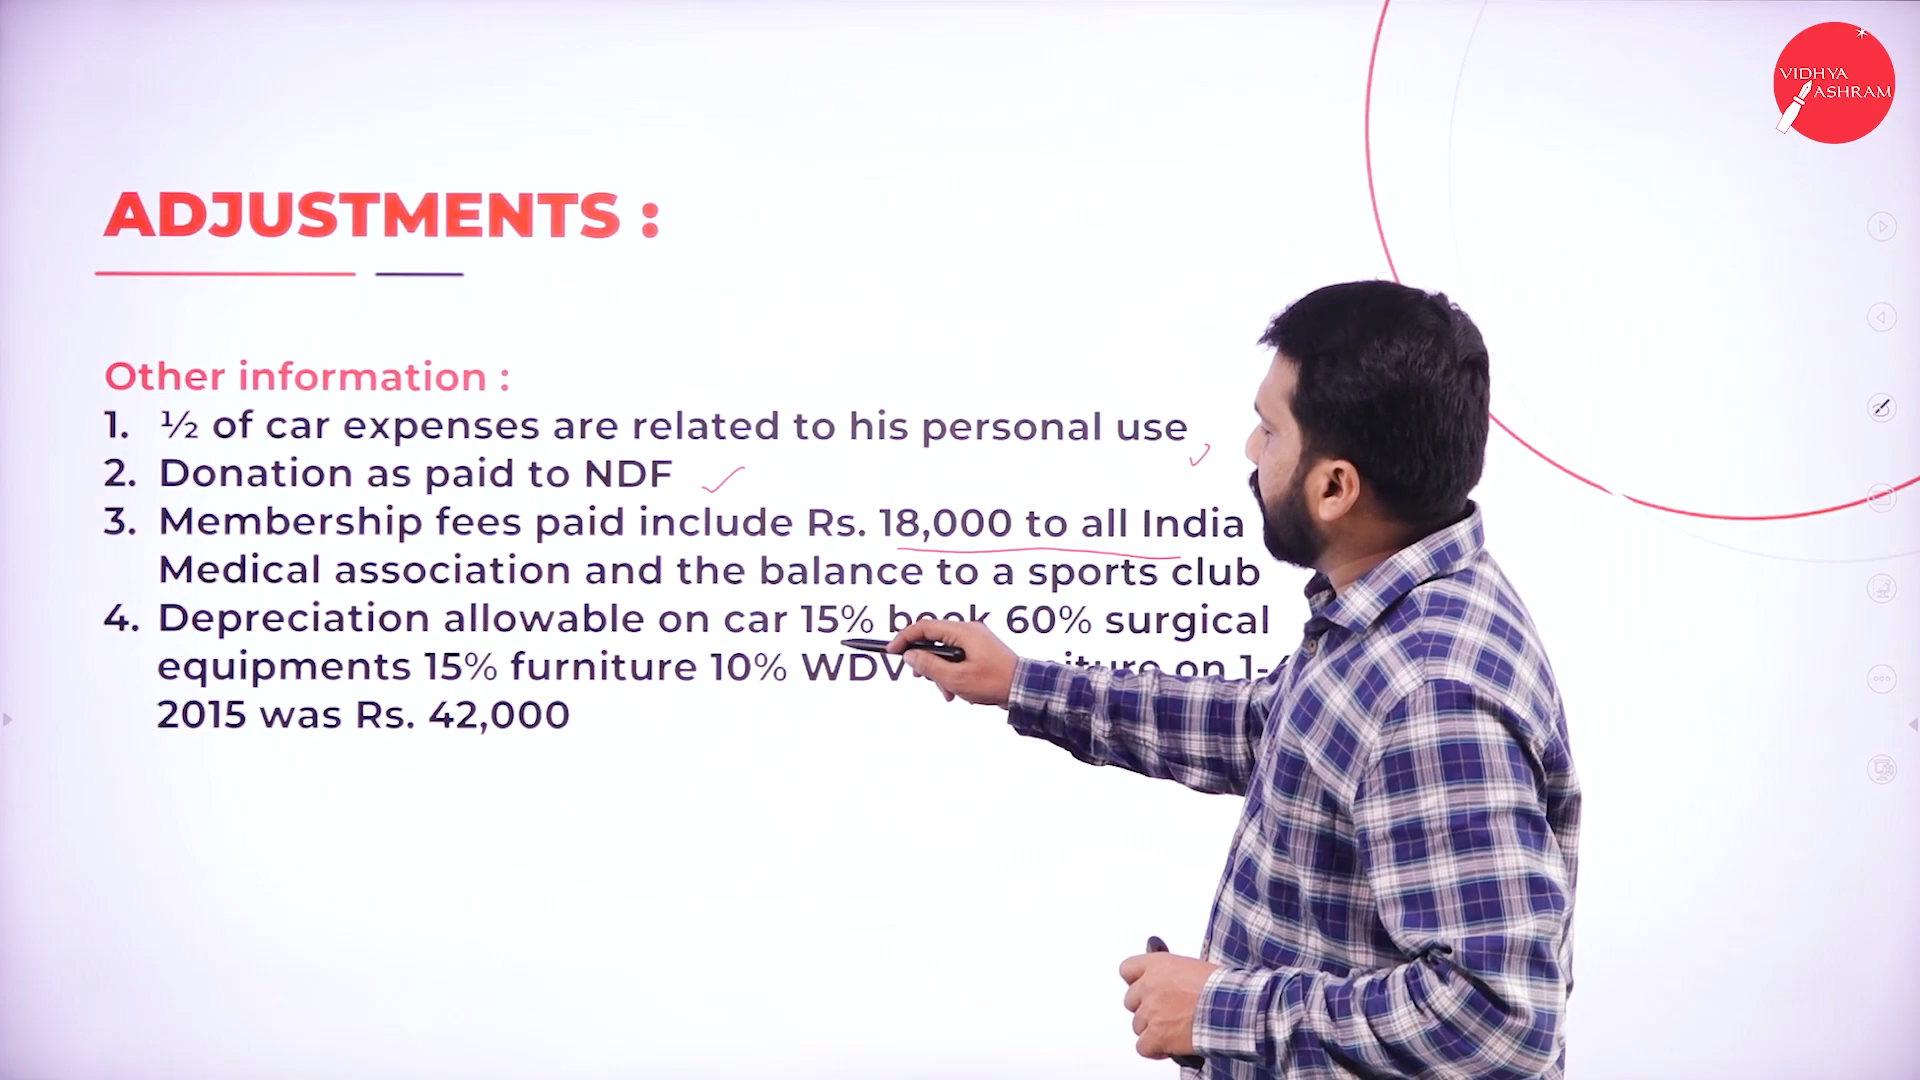 VIDHYA
ASHRAM
ADJUSTMENTS :
Other information :
1. ½ of car expenses are related to his personal use
2. Donation as paid to NDF
3. Membership fees paid include Rs. 18,000 to all India
Medical association and the balance to a sports club
4. Depreciation allowable on car 15% book 60% surgical
equipments 15% furniture 10% WDV on 1-
2015 was Rs. 42,000